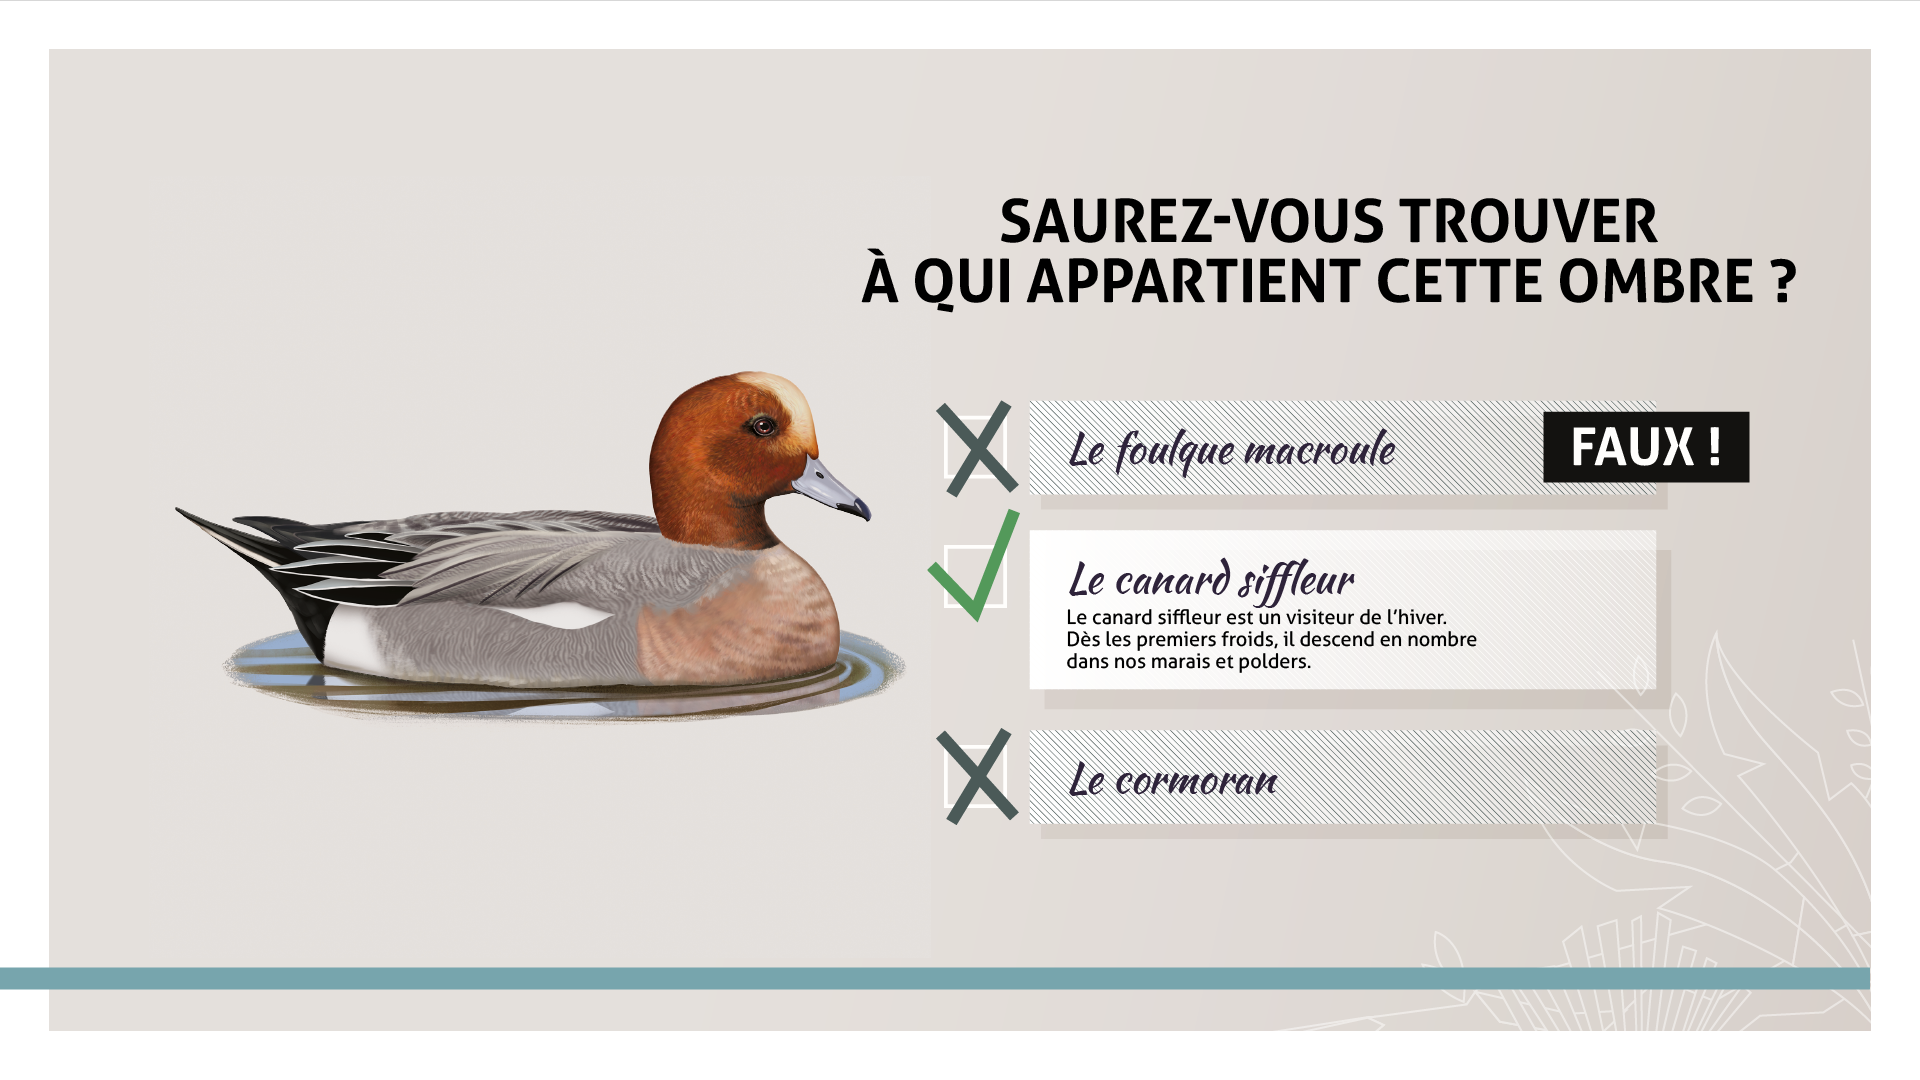 SAUREZ-VOUS TROUVER
À QUI APPARTIENT CETTE OMBRE ?
Le foulque macroule
FAUX !
Le canard siffleur
Le canard siffleur est un visiteur de l’hiver.
Dès les premiers froids, il descend en nombre
dans nos marais et polders.
Le cormoran